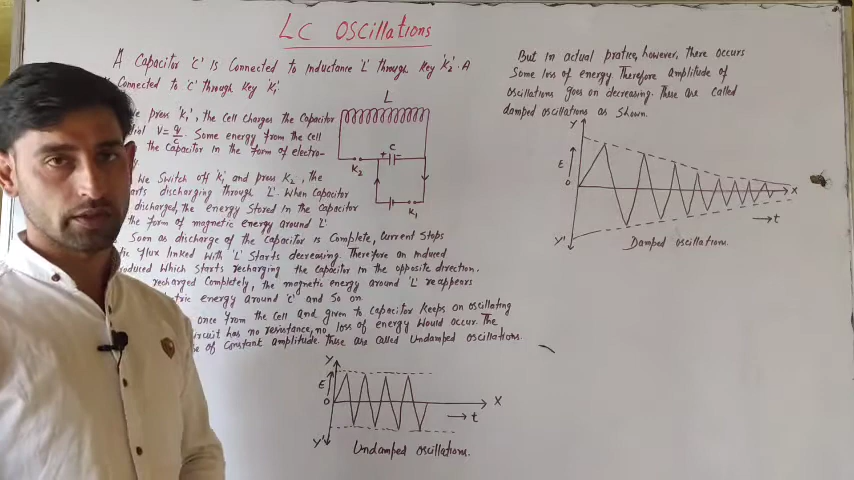 LC OSCILLATIONS
A Capacitor 'C' is Connected to Inductance 'L' through Key 'K₂'. A
Connected to 'C' through Key 'K₁'
press 'K₁', the Cell Charges the Capacitor
V = q/C. Some energy from the Cell
the Capacitor in the form of electro-
We Switch off K₁ and press K₂, the
discharging through 'L'. When Capacitor
discharged, the energy Stored in the Capacitor
the form of magnetic energy around 'L'
Soon as discharge of the Capacitor is Complete, Current Stops
flux linked with 'L' Starts decreasing. Therefore an induced
Which Starts recharging the Capacitor in the opposite direction.
recharged Completely, the magnetic energy around 'L' reappears
energy around 'C' and So on
once from the Cell and given to Capacitor Keeps on oscillating
has no resistance, no loss of energy Would occur. The
of Constant amplitude. These are Called Undamped oscillations.
L
+ C -
K₂
K₁
Y
E
O
X
t
Y'
Undamped oscillations.
But in actual pratice, however, there occurs
Some loss of energy. Therefore amplitude of
oscillations goes on decreasing. These are called
damped oscillations as Shown.
Y
E
O
X
t
Y'
Damped oscillations.